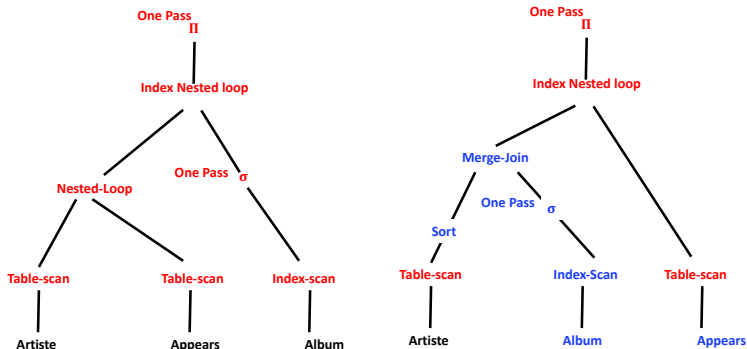 One Pass
Π
Index Nested loop
One Pass σ
Nested-Loop
Table-scan
Table-scan
Index-scan
Artiste
Appears
Album
One Pass
Π
Index Nested loop
Merge-Join
One Pass σ
Sort
Table-scan
Index-Scan
Table-scan
Artiste
Album
Appears